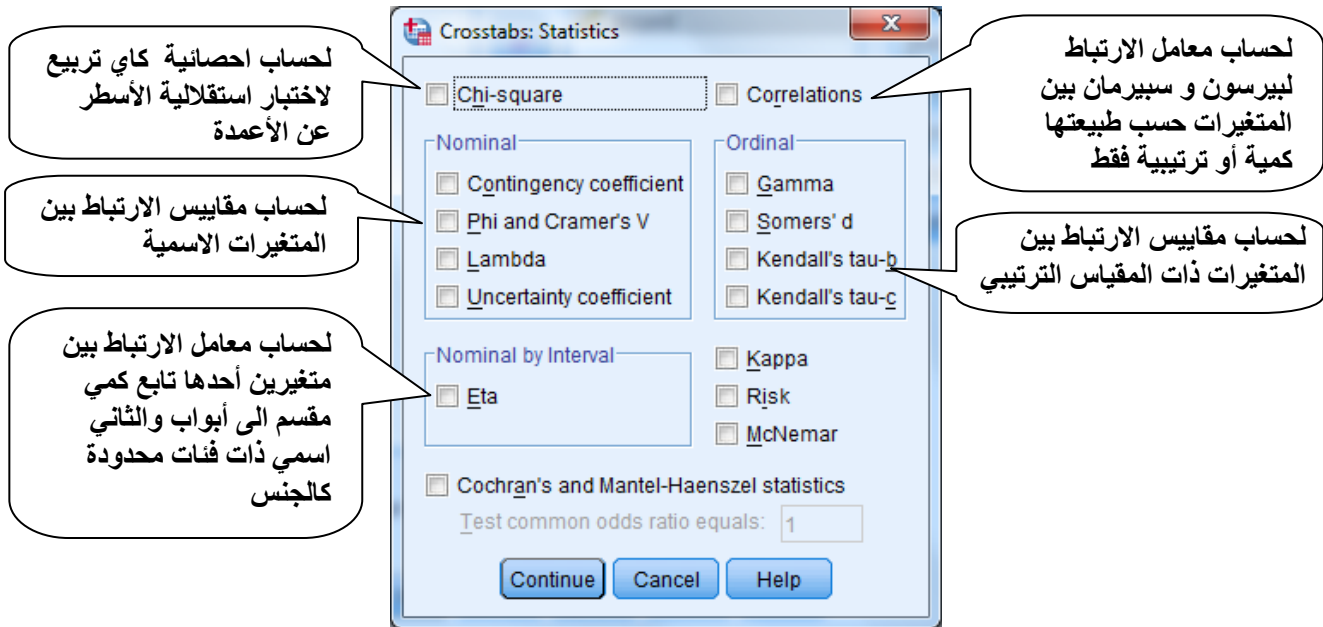 Crosstabs: Statistics
لحساب احصائية كاي تربيع
لاختبار استقلالية الأسطر
عن الأعمدة
Chi-square
Correlations
لحساب معامل الارتباط
لبيرسون و سبيرمان بين
المتغيرات حسب طبيعتها
كمية أو ترتيبية فقط
Nominal
Contingency coefficient
Phi and Cramer's V
Lambda
Uncertainty coefficient
لحساب مقاييس الارتباط بين
المتغيرات الاسمية
Ordinal
Gamma
Somers' d
Kendall's tau-b
Kendall's tau-c
لحساب مقاييس الارتباط بين
المتغيرات ذات المقياس الترتيبي
Nominal by Interval
Eta
لحساب معامل الارتباط بين
متغيرين أحدها تابع كمي
مقسم الى أبواب والثاني
اسمي ذات فئات محدودة
كالجنس
Kappa
Risk
McNemar
Cochran's and Mantel-Haenszel statistics
Test common odds ratio equals: 1
Continue Cancel Help